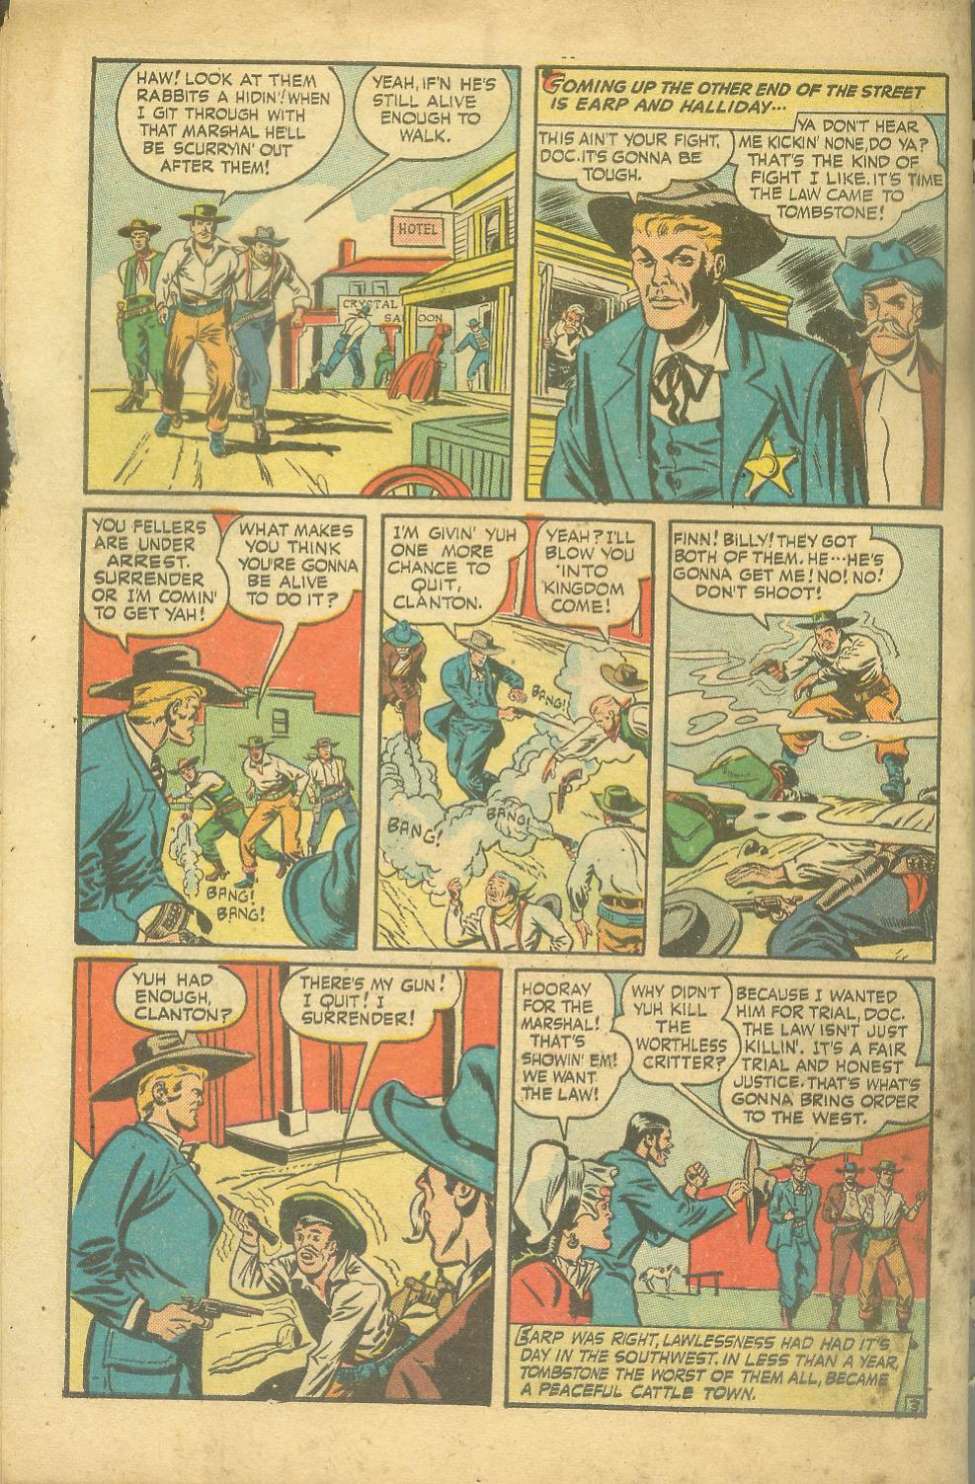 HAW! LOOK AT THEM
RABBITS A HIDIN'! WHEN
I GIT THROUGH WITH
THAT MARSHAL HE'LL
BE SCURRYIN' OUT
AFTER THEM!
YEAH, IF'N HE'S
STILL ALIVE
ENOUGH TO
WALK.
HOTEL
CRYSTAL
SALOON
COMING UP THE OTHER END OF THE STREET
IS EARP AND HALLIDAY...
THIS AIN'T YOUR FIGHT,
DOC. IT'S GONNA BE
TOUGH.
YA DON'T HEAR
ME KICKIN' NONE, DO YA?
THAT'S THE KIND OF
FIGHT I LIKE. IT'S TIME
THE LAW CAME TO
TOMBSTONE!
YOU FELLERS
ARE UNDER
ARREST.
SURRENDER
OR I'M COMIN'
TO GET YAH!
WHAT MAKES
YOU THINK
YOU'RE GONNA
BE ALIVE
TO DO IT?
BANG!
BANG!
I'M GIVIN' YUH
ONE MORE
CHANCE TO
QUIT,
CLANTON.
YEAH? I'LL
BLOW YOU
'INTO
KINGDOM
COME!
BANG!
BANG!
BANG!
FINN! BILLY! THEY GOT
BOTH OF THEM. HE---HE'S
GONNA GET ME! NO! NO!
DON'T SHOOT!
YUH HAD
ENOUGH,
CLANTON?
THERE'S MY GUN!
I QUIT! I
SURRENDER!
HOORAY
FOR THE
MARSHAL!
THAT'S
SHOWIN' EM!
WE WANT
THE LAW!
WHY DIDN'T
YUH KILL
THE
WORTHLESS
CRITTER?
BECAUSE I WANTED
HIM FOR TRIAL, DOC.
THE LAW ISN'T JUST
KILLIN'. IT'S A FAIR
TRIAL AND HONEST
JUSTICE. THAT'S WHAT'S
GONNA BRING ORDER
TO THE WEST.
EARP WAS RIGHT, LAWLESSNESS HAD HAD IT'S
DAY IN THE SOUTHWEST. IN LESS THAN A YEAR,
TOMBSTONE THE WORST OF THEM ALL, BECAME
A PEACEFUL CATTLE TOWN.
3